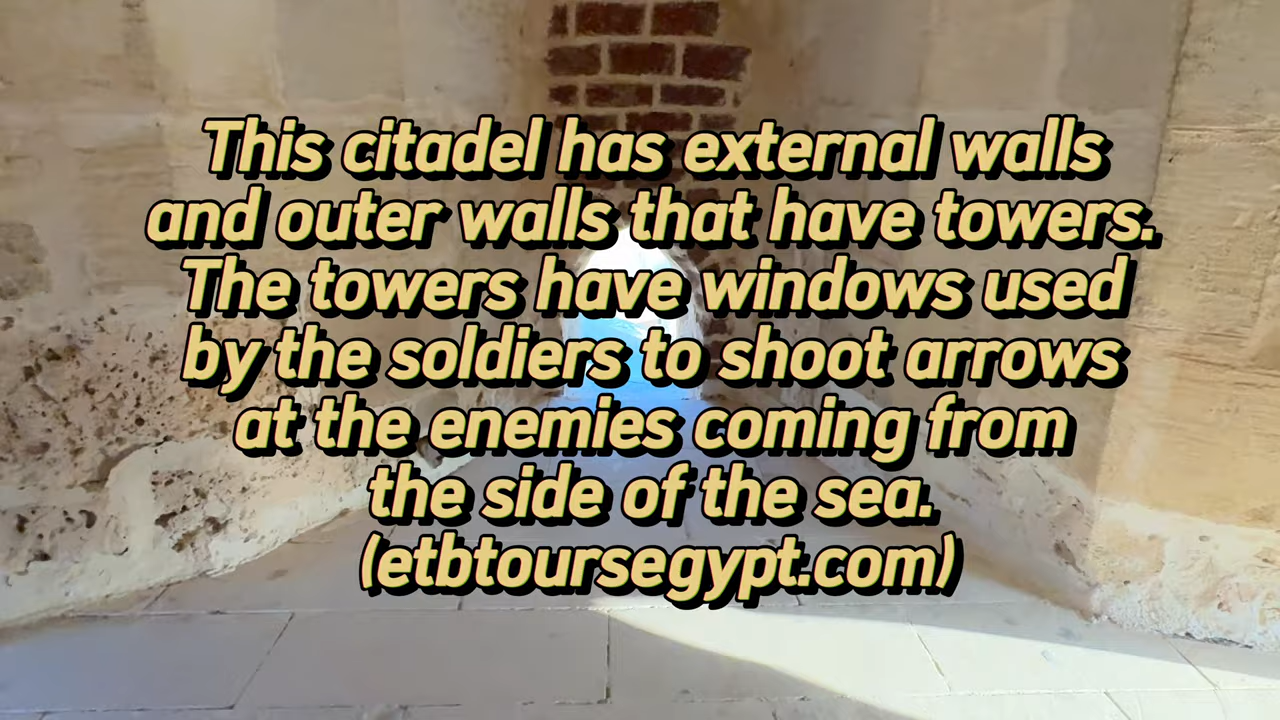 This citadel has external walls
and outer walls that have towers.
The towers have windows used
by the soldiers to shoot arrows
at the enemies coming from
the side of the sea.
(etbtoursegypt.com)